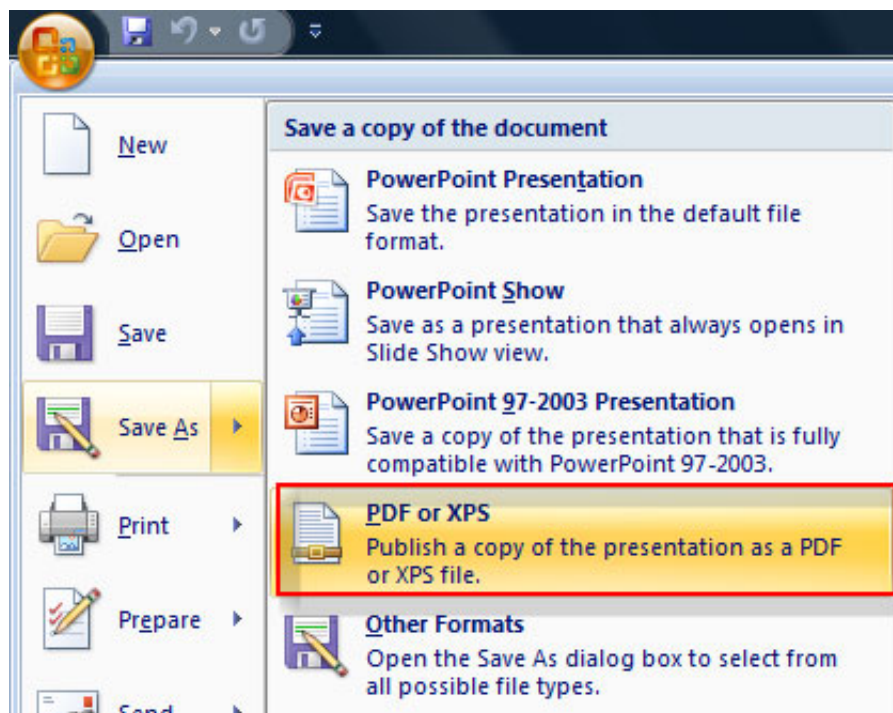 New
Open
Save
Save As
Print
Prepare
Send
Save a copy of the document
PowerPoint Presentation
Save the presentation in the default file
format.
PowerPoint Show
Save as a presentation that always opens in
Slide Show view.
PowerPoint 97-2003 Presentation
Save a copy of the presentation that is fully
compatible with PowerPoint 97-2003.
PDF or XPS
Publish a copy of the presentation as a PDF
or XPS file.
Other Formats
Open the Save As dialog box to select from
all possible file types.